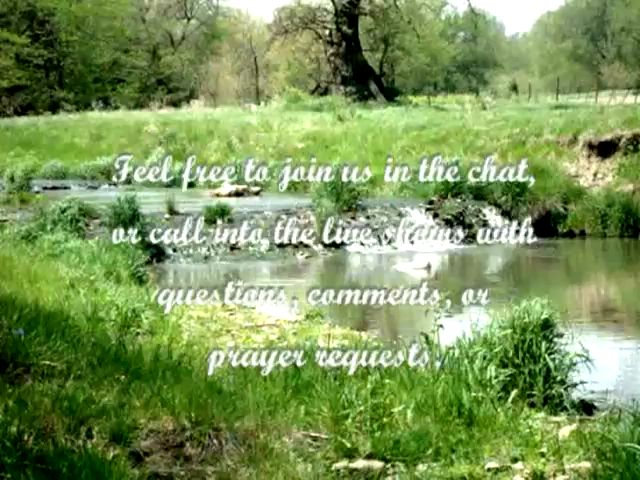 Feel free to join us in the chat,
or call into the live shows with
questions, comments, or
prayer requests.